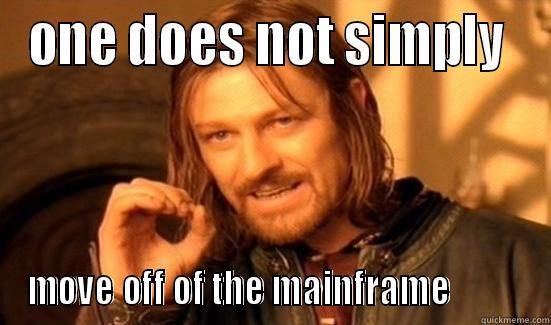 one does not simply
move off of the mainframe
quickmeme.com